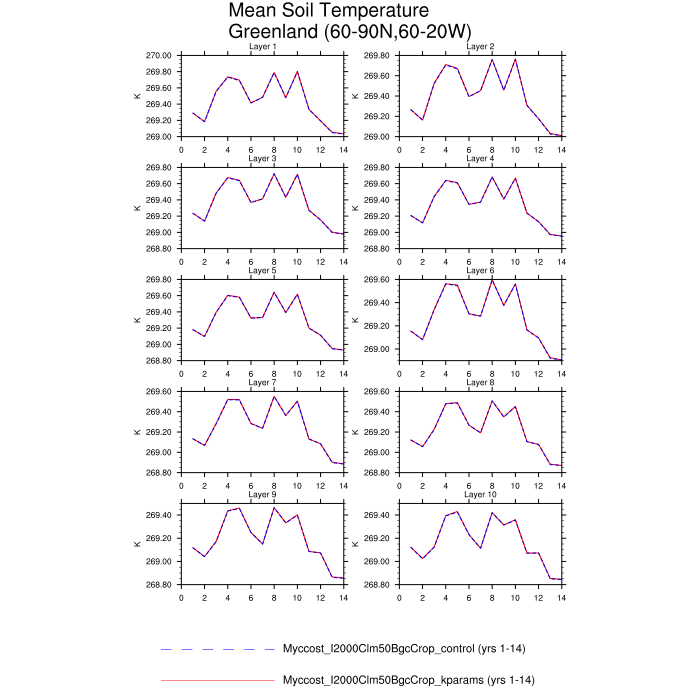 Mean Soil Temperature
Greenland (60-90N,60-20W)
Layer 1
Layer 2
270.00
269.80
269.60
269.40
269.20
269.00
K
0 2 4 6 8 10 12 14
269.80
269.60
269.40
269.20
269.00
K
0 2 4 6 8 10 12 14
Layer 3
Layer 4
269.80
269.60
269.40
269.20
269.00
268.80
K
0 2 4 6 8 10 12 14
269.80
269.60
269.40
269.20
269.00
268.80
K
0 2 4 6 8 10 12 14
Layer 5
Layer 6
269.80
269.60
269.40
269.20
269.00
268.80
K
0 2 4 6 8 10 12 14
269.60
269.40
269.20
269.00
K
0 2 4 6 8 10 12 14
Layer 7
Layer 8
269.60
269.40
269.20
269.00
268.80
K
0 2 4 6 8 10 12 14
269.60
269.40
269.20
269.00
268.80
K
0 2 4 6 8 10 12 14
Layer 9
Layer 10
269.40
269.20
269.00
268.80
K
0 2 4 6 8 10 12 14
269.40
269.20
269.00
268.80
K
0 2 4 6 8 10 12 14
Myccost_I2000Clm50BgcCrop_control (yrs 1-14)
Myccost_I2000Clm50BgcCrop_kparams (yrs 1-14)